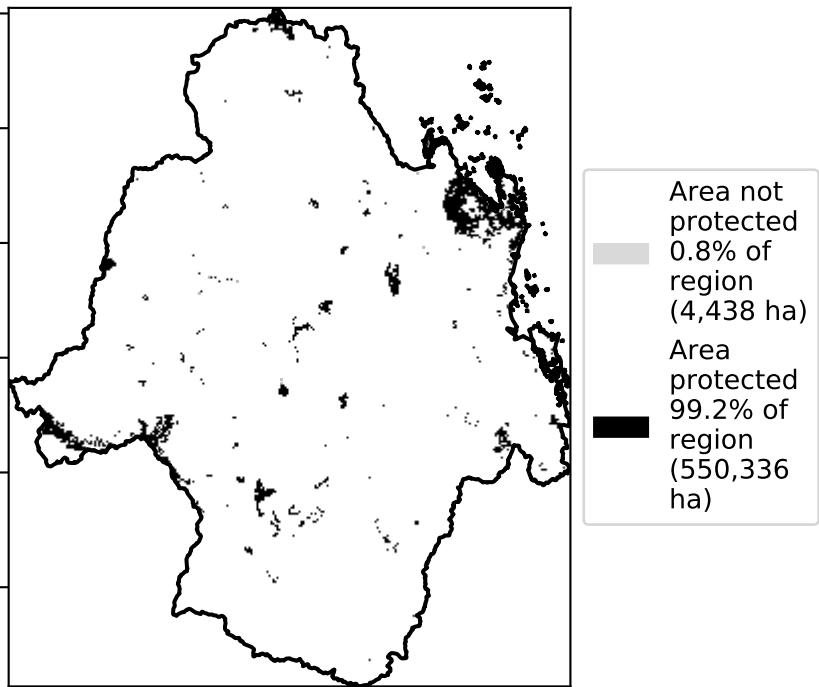 Area not
protected
0.8% of
region
(4,438 ha)
Area
protected
99.2% of
region
(550,336
ha)